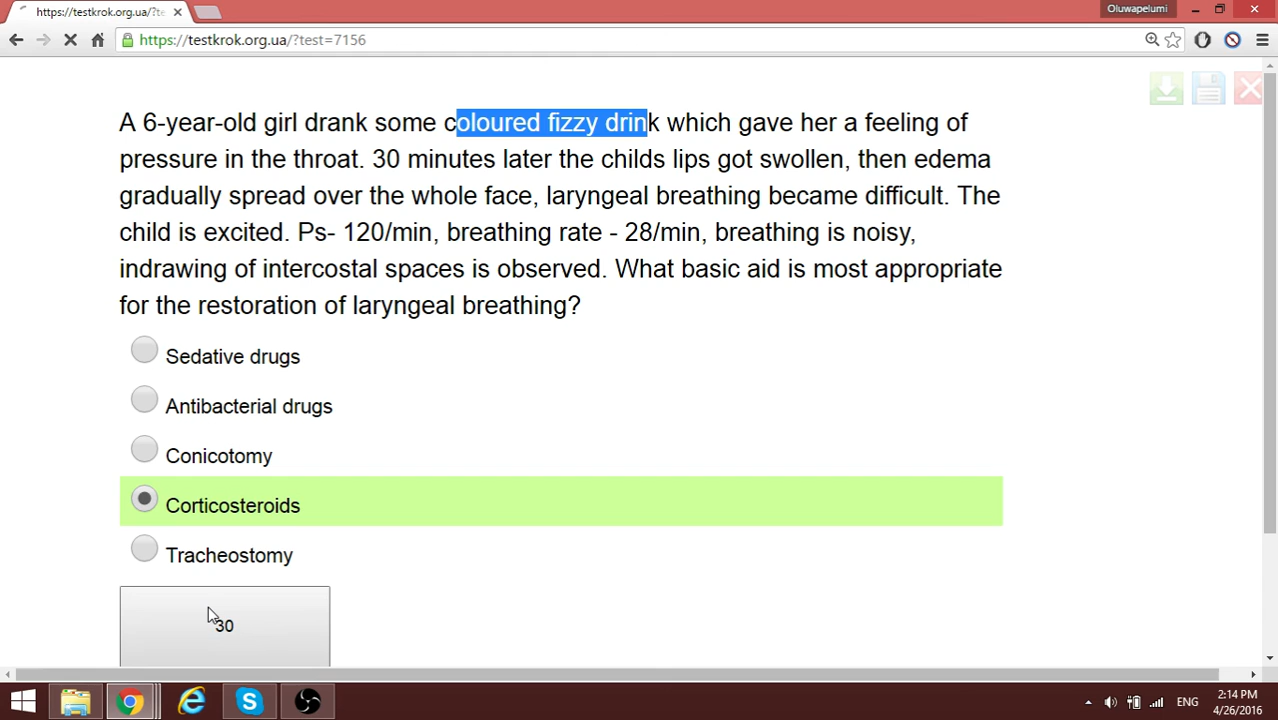 https://testkrok.org.ua/?te
Oluwapelumi
https://testkrok.org.ua/?test=7156
A 6-year-old girl drank some coloured fizzy drink which gave her a feeling of
pressure in the throat. 30 minutes later the childs lips got swollen, then edema
gradually spread over the whole face, laryngeal breathing became difficult. The
child is excited. Ps- 120/min, breathing rate - 28/min, breathing is noisy,
indrawing of intercostal spaces is observed. What basic aid is most appropriate
for the restoration of laryngeal breathing?
Sedative drugs
Antibacterial drugs
Conicotomy
Corticosteroids
Tracheostomy
30
ENG
2:14 PM
4/26/2016